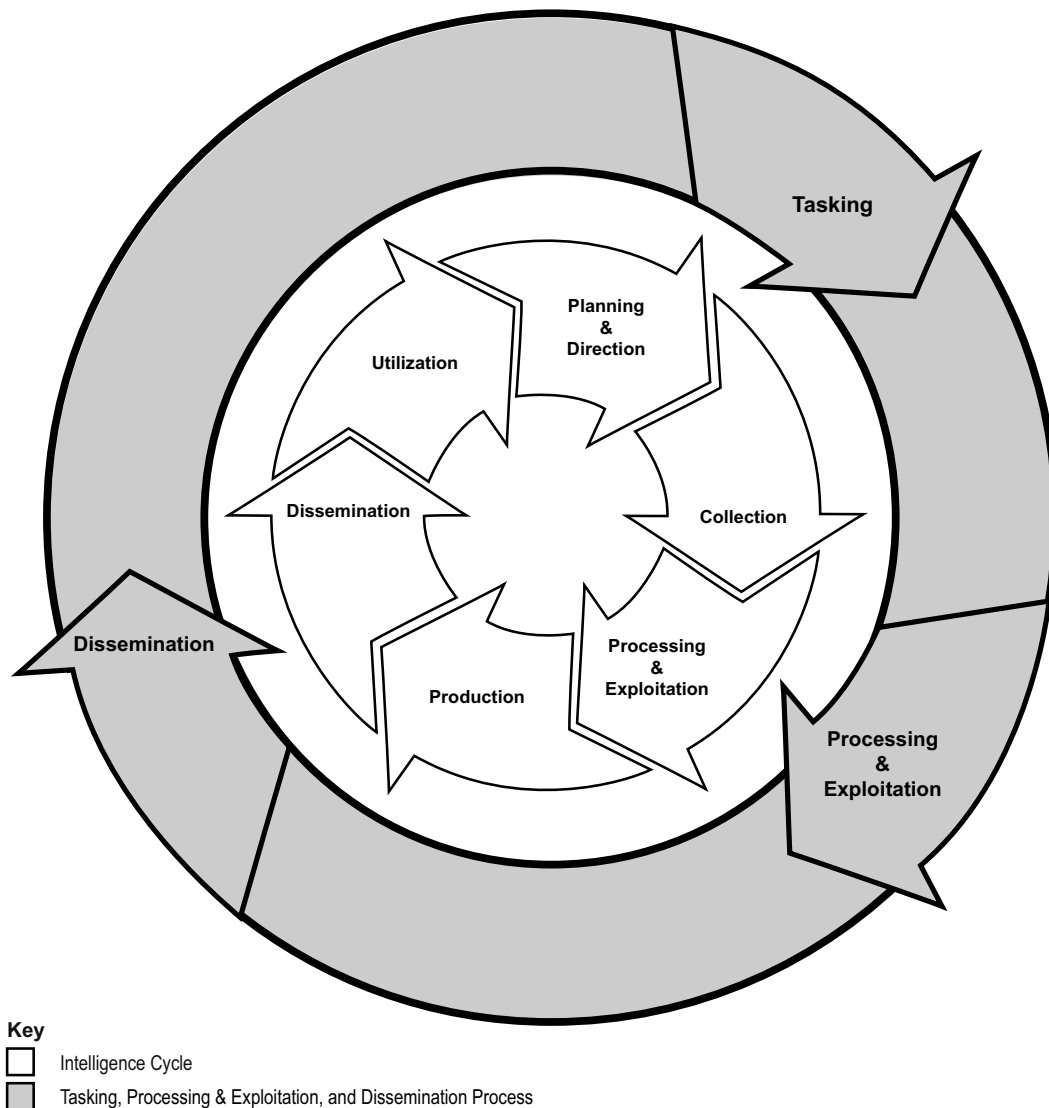 Tasking
Planning
&
Direction
Utilization
Dissemination
Collection
Dissemination
Processing
&
Exploitation
Production
Processing
&
Exploitation
Key
Intelligence Cycle
Tasking, Processing & Exploitation, and Dissemination Process